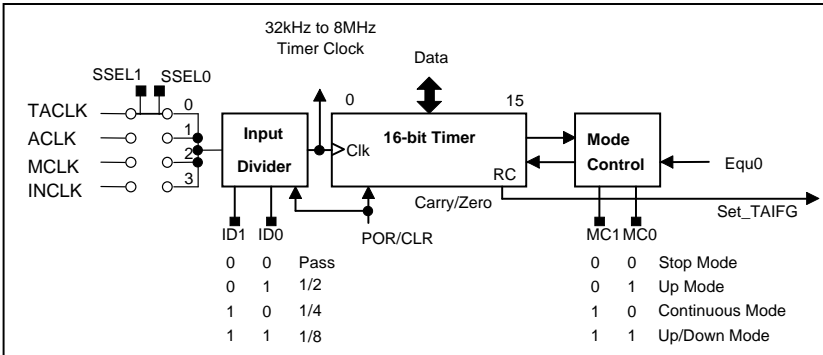 32kHz to 8MHz
Timer Clock
Data
SSEL1 SSEL0
0 15
TACLK 0
ACLK 1
MCLK 2
INCLK 3
Input
Divider
16-bit Timer
Clk
RC
Mode
Control
Equ0
Carry/Zero
Set_TAIFG
ID1 ID0
POR/CLR
MC1 MC0
0 0 Pass
0 1 1/2
1 0 1/4
1 1 1/8
0 0 Stop Mode
0 1 Up Mode
1 0 Continuous Mode
1 1 Up/Down Mode